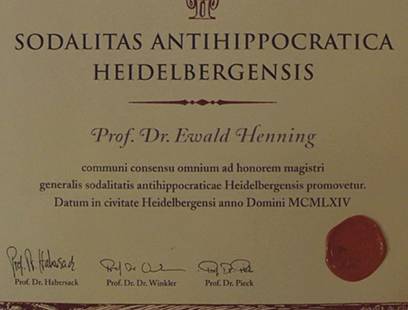 SODALITAS ANTIHIPPOCRATICA
HEIDELBERGENSIS
Prof. Dr. Ewald Henning
communi consensu omnium ad honorem magistri
generalis sodalitatis antihippocraticae Heidelbergensis promovetur.
Datum in civitate Heidelbergensi anno Domini MCMLXIV
Prof. Dr. Habersack
Prof. Dr. Dr. Winkler
Prof. Dr. Pieck